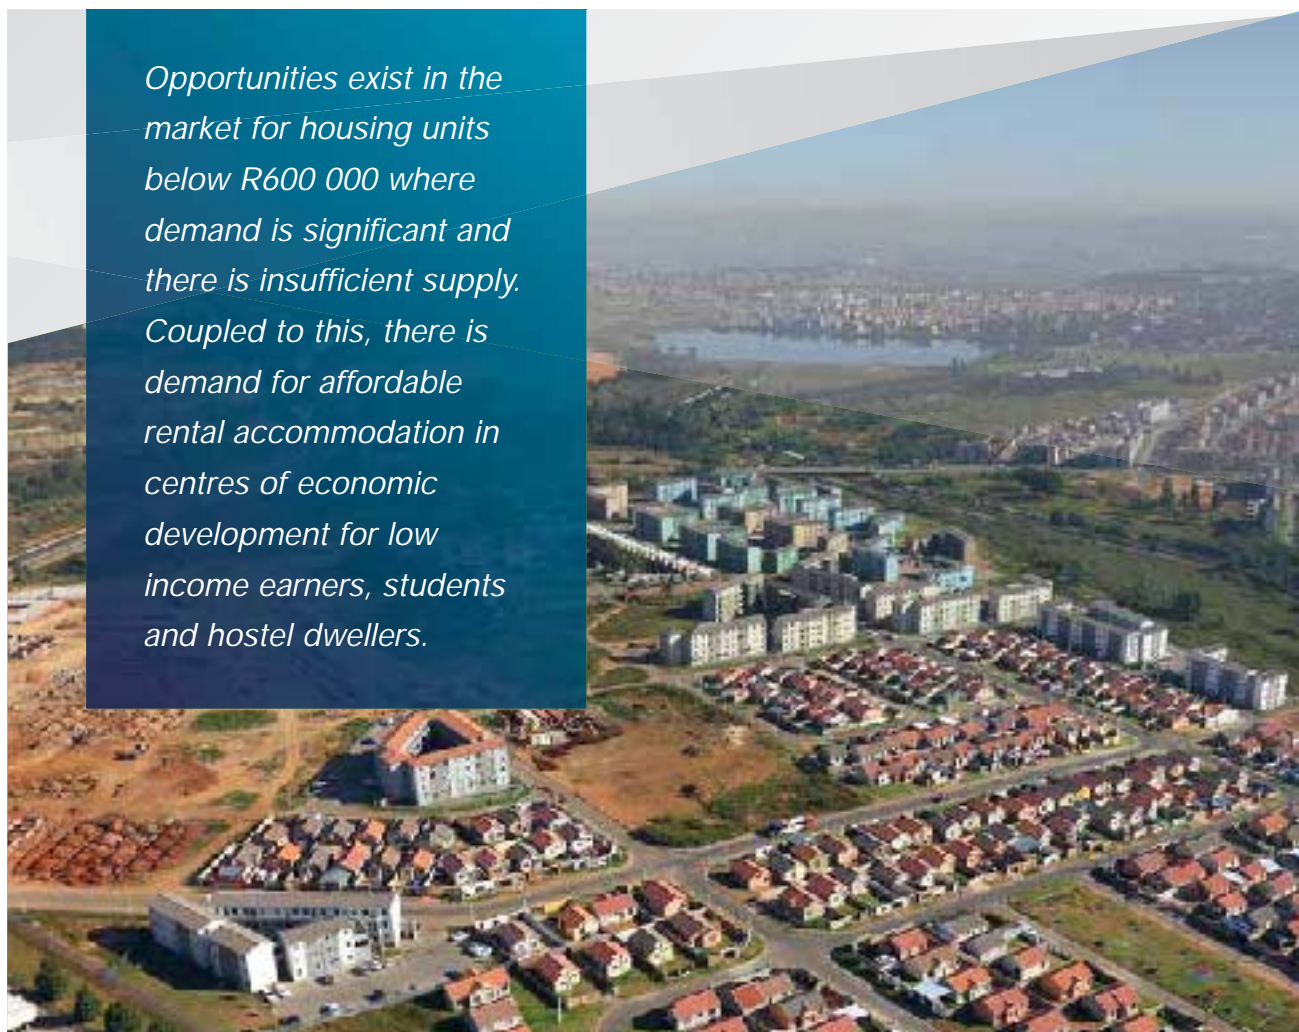 Opportunities exist in the
market for housing units
below R600 000 where
demand is significant and
there is insufficient supply.
Coupled to this, there is
demand for affordable
rental accommodation in
centres of economic
development for low
income earners, students
and hostel dwellers.